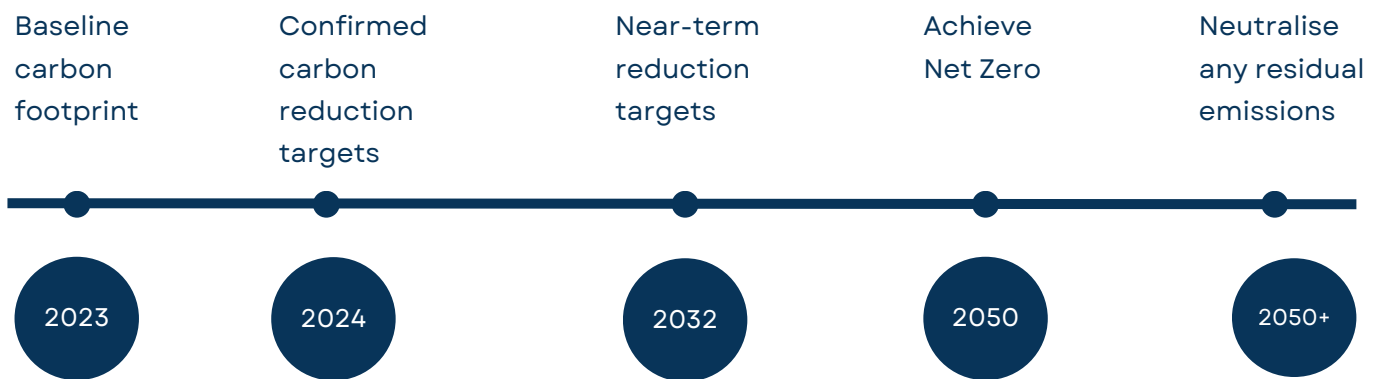 Baseline
carbon
footprint
Confirmed
carbon
reduction
targets
Near-term
reduction
targets
Achieve
Net Zero
Neutralise
any residual
emissions
2023
2024
2032
2050
2050+